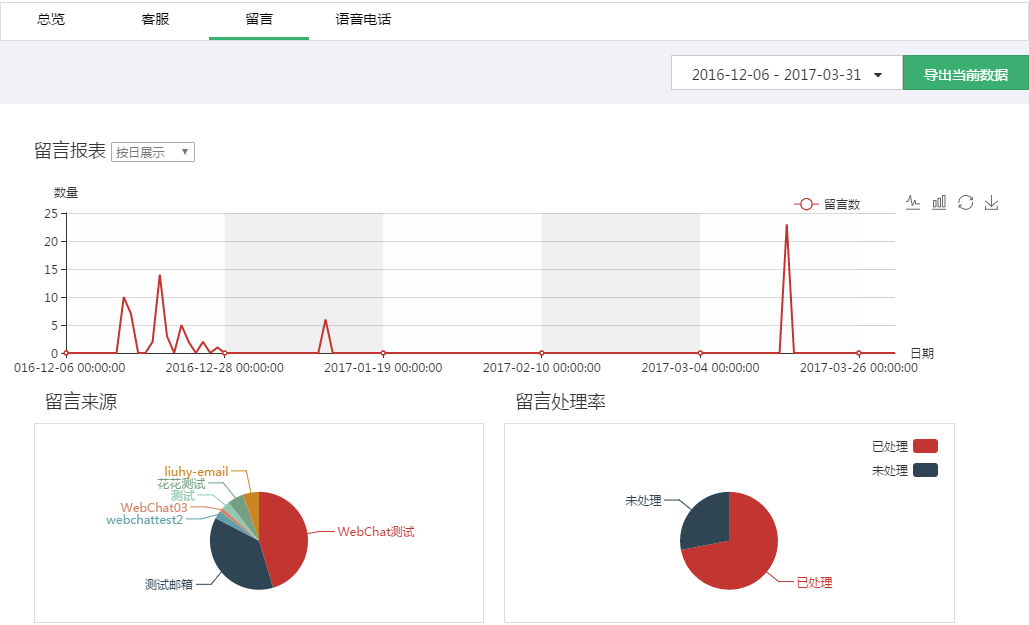 总览 客服 留言 语音电话
2016-12-06 - 2017-03-31 导出当前数据
留言报表 按日展示
数量
留言数
25
20
15
10
5
0
日期
016-12-06 00:00:00 2016-12-28 00:00:00 2017-01-19 00:00:00 2017-02-10 00:00:00 2017-03-04 00:00:00 2017-03-26 00:00:00
留言来源 留言处理率
已处理
未处理
liuhy-email
花花测试
测试
WebChat03
webchattest2
WebChat测试
测试邮箱
未处理
已处理